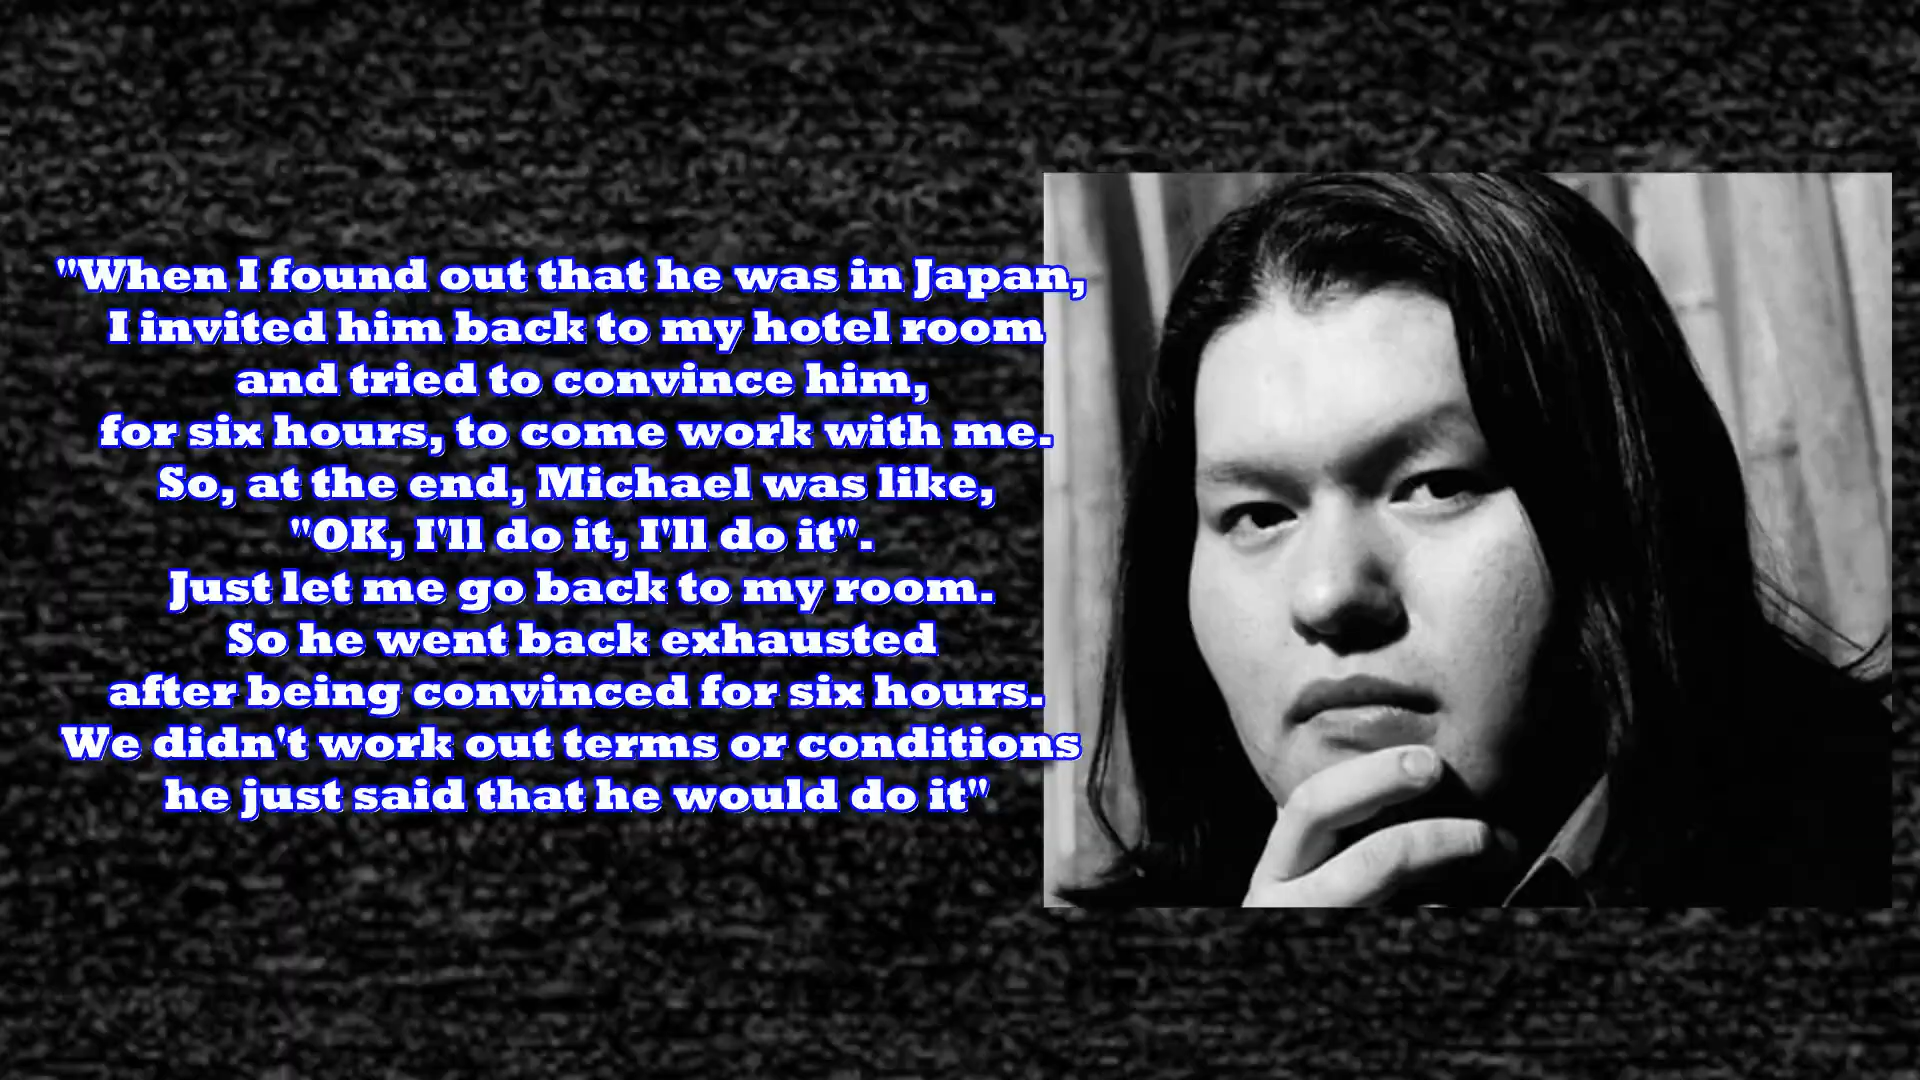 "When I found out that he was in Japan,
I invited him back to my hotel room
and tried to convince him,
for six hours, to come work with me.
So, at the end, Michael was like,
"OK, I'll do it, I'll do it".
Just let me go back to my room.
So he went back exhausted
after being convinced for six hours.
We didn't work out terms or conditions
he just said that he would do it"